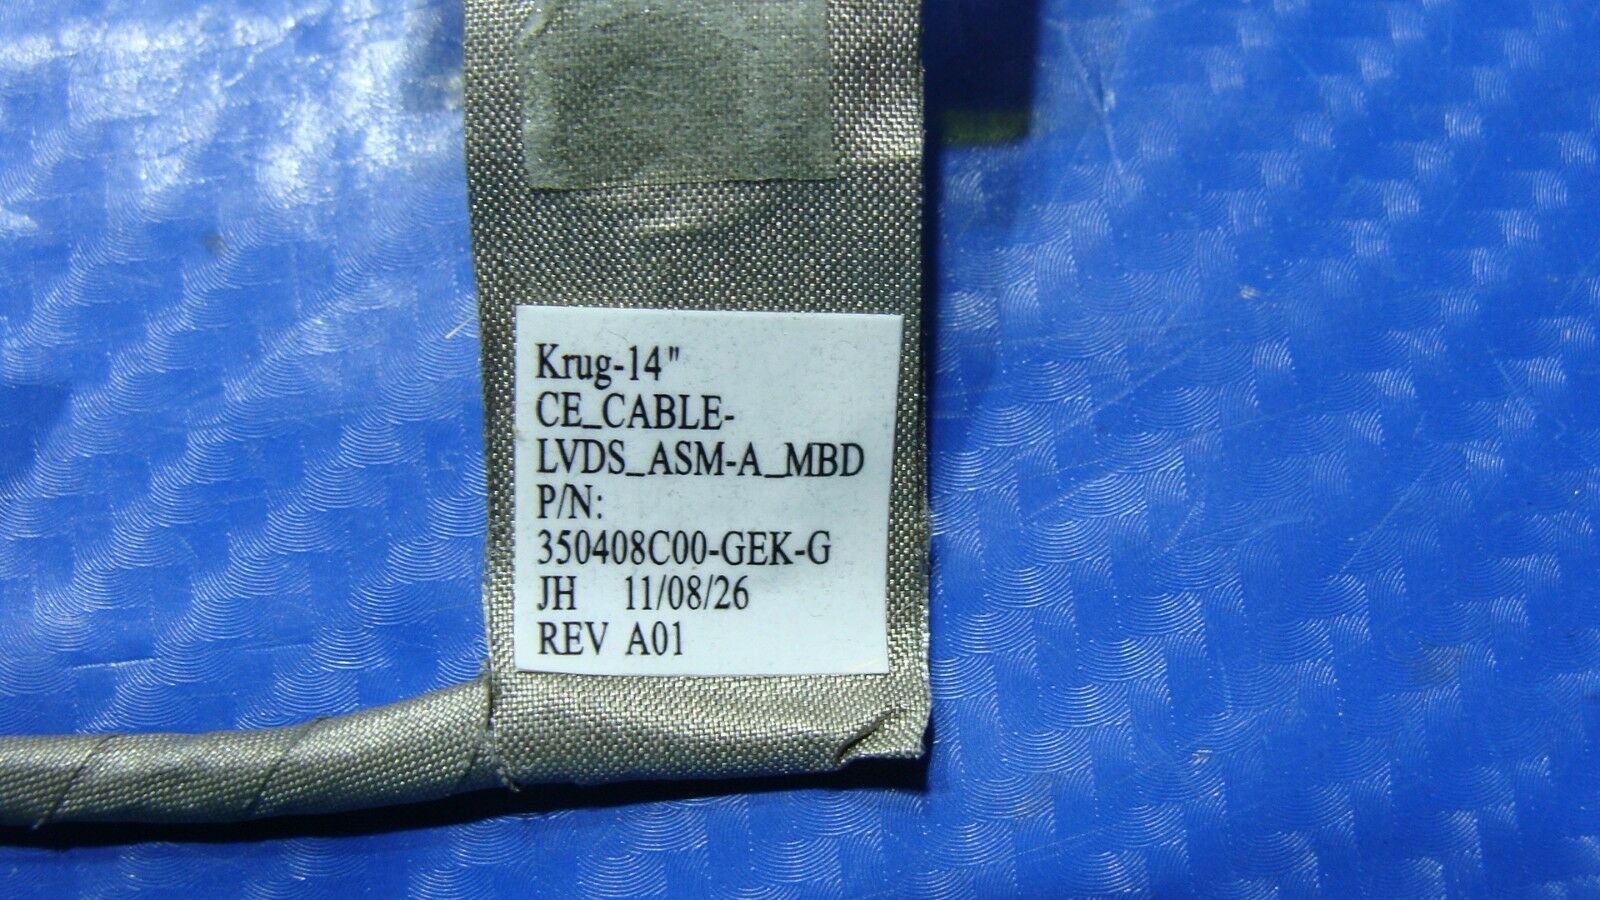 Krug-14"
CE_CABLE-
LVDS_ASM-A_MBD
P/N:
350408C00-GEK-G
JH 11/08/26
REV A01